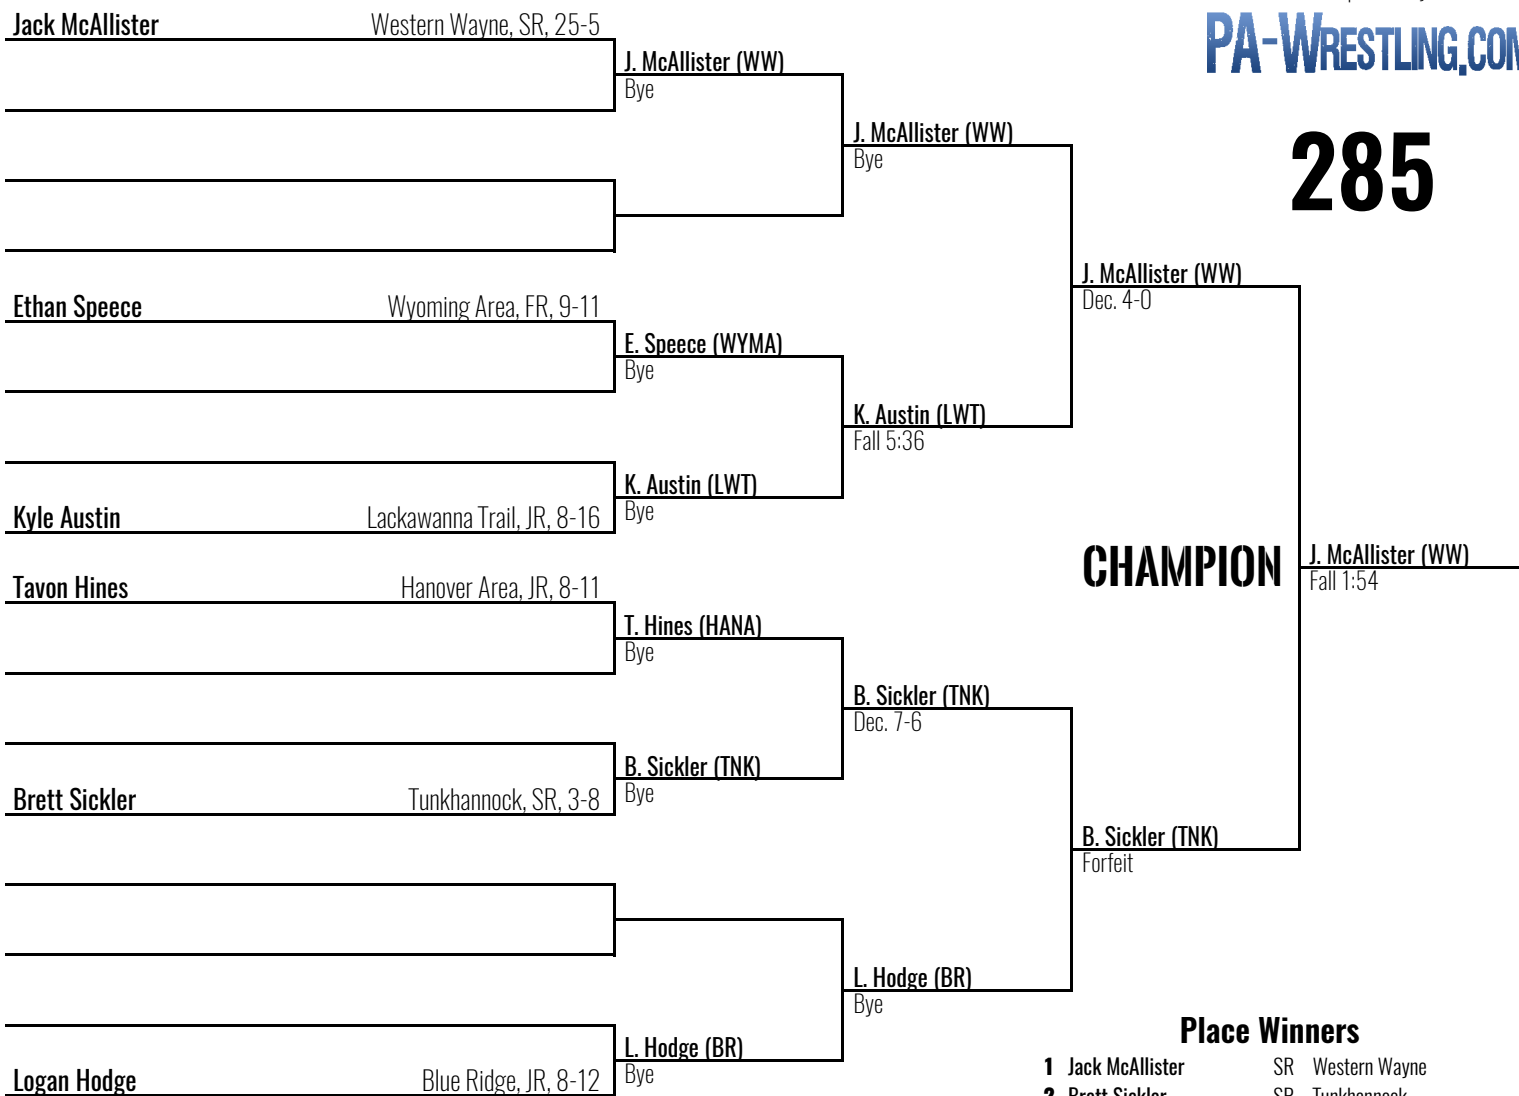 PA-WRESTLING.COM
285
Jack McAllister Western Wayne, SR, 25-5
J. McAllister (WW)
Bye
J. McAllister (WW)
Bye
J. McAllister (WW)
Dec. 4-0
Ethan Speece Wyoming Area, FR, 9-11
E. Speece (WYMA)
Bye
K. Austin (LWT)
Fall 5:36
K. Austin (LWT)
Bye
Kyle Austin Lackawanna Trail, JR, 8-16
CHAMPION
J. McAllister (WW)
Fall 1:54
Tavon Hines Hanover Area, JR, 8-11
T. Hines (HANA)
Bye
B. Sickler (TNK)
Dec. 7-6
B. Sickler (TNK)
Bye
Brett Sickler Tunkhannock, SR, 3-8
B. Sickler (TNK)
Forfeit
L. Hodge (BR)
Bye
L. Hodge (BR)
Bye
Logan Hodge Blue Ridge, JR, 8-12
Place Winners
1 Jack McAllister SR Western Wayne
2 Brett Sickler SR Tunkhannock